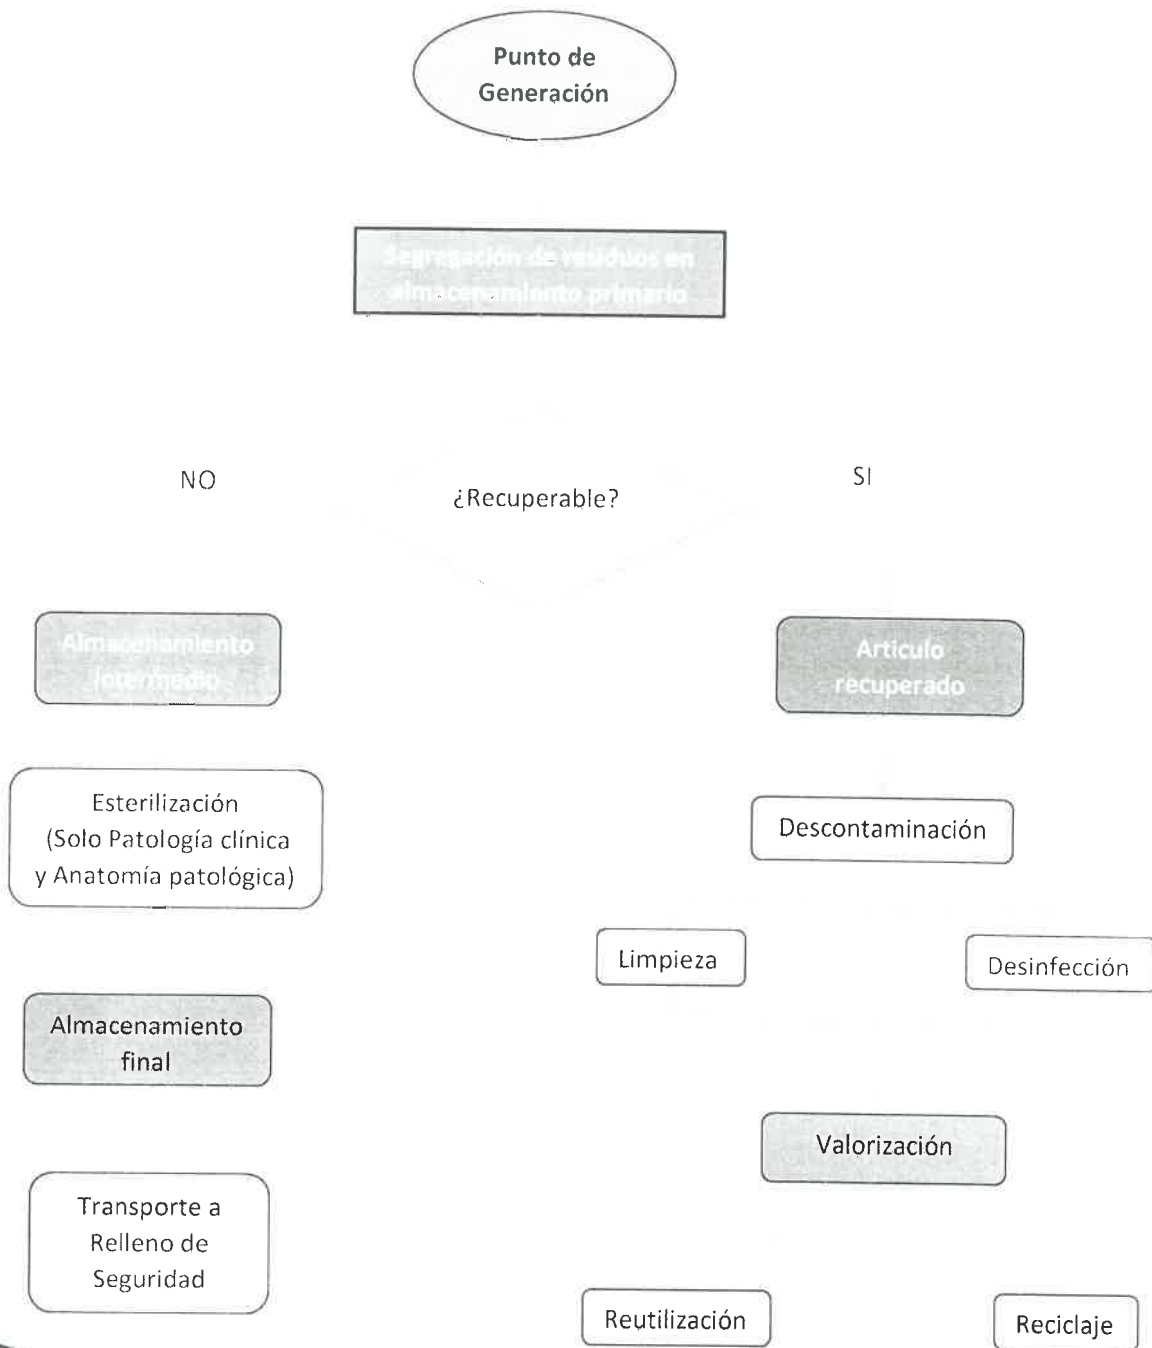 Punto de
Generación
Segregación de residuos en
almacenamiento primario
NO
¿Recuperable?
SI
Almacenamiento
Intermedio
Articulo
recuperado
Esterilización
(Solo Patología clínica
y Anatomía patológica)
Descontaminación
Limpieza
Desinfección
Almacenamiento
final
Valorización
Transporte a
Relleno de
Seguridad
Reutilización
Reciclaje